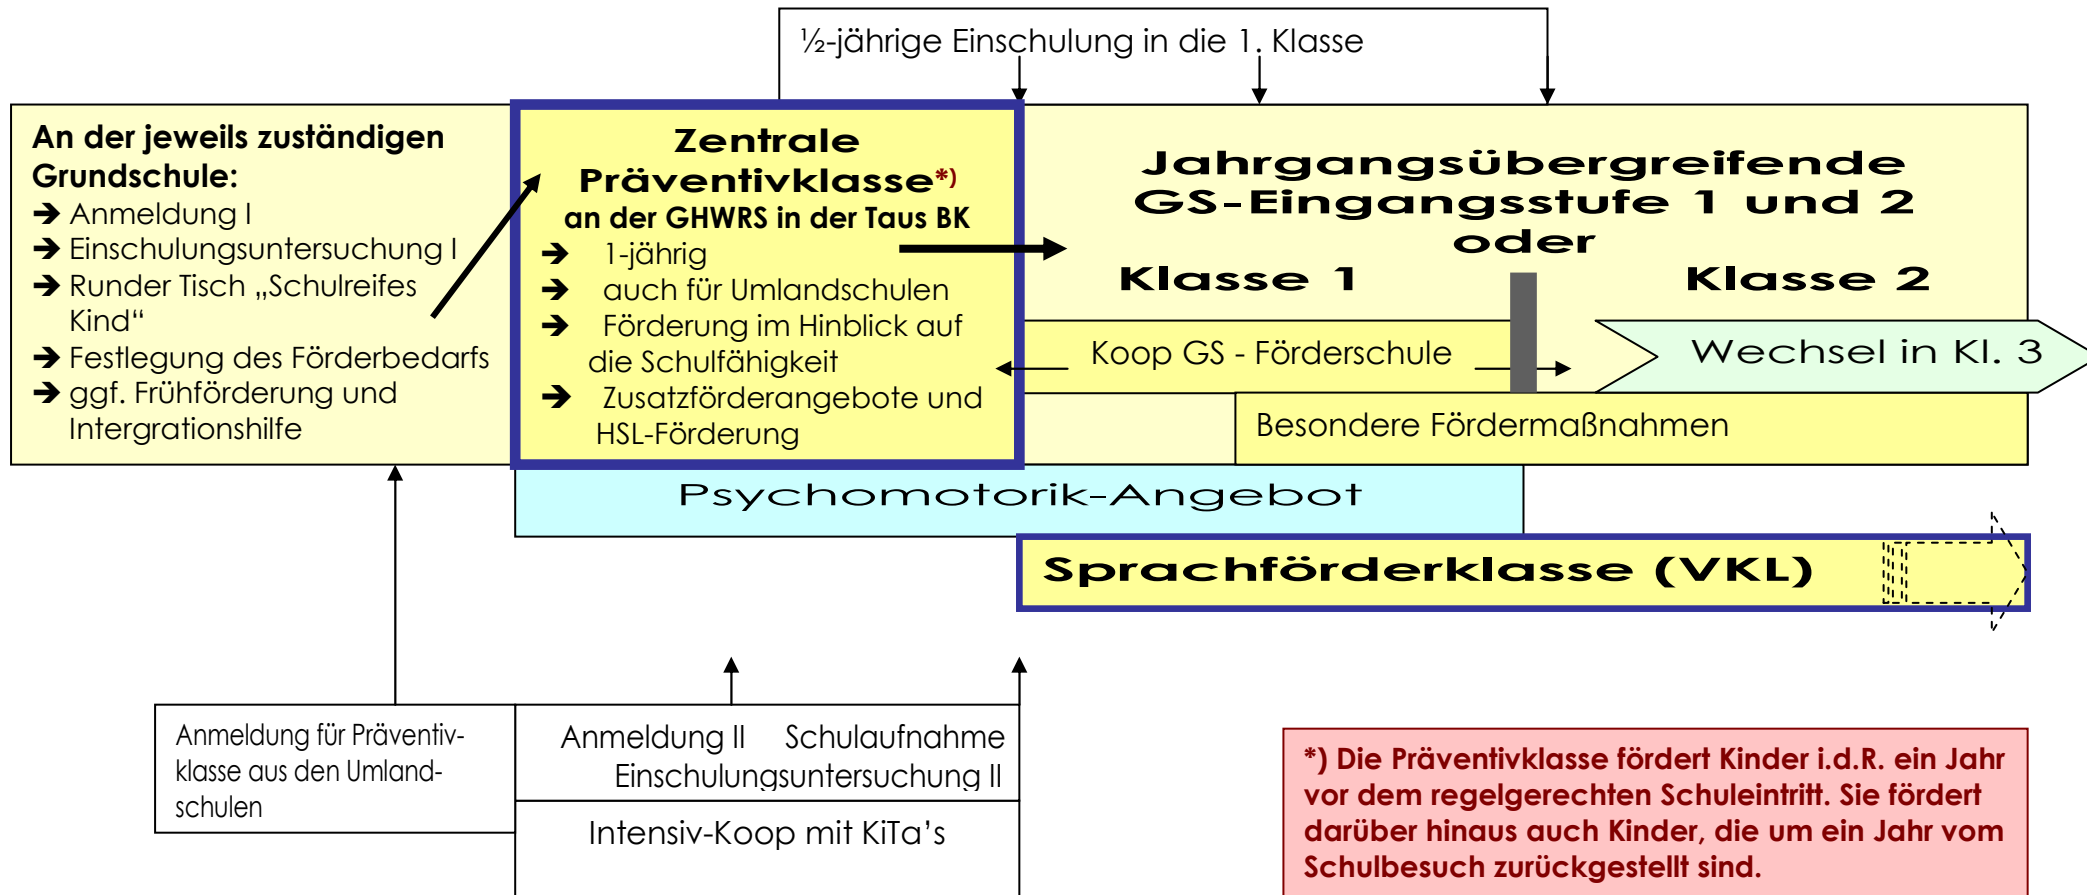 ½-jährige Einschulung in die 1. Klasse
An der jeweils zuständigen
Grundschule:
➔ Anmeldung I
➔ Einschulungsuntersuchung I
➔ Runder Tisch „Schulreifes
Kind“
➔ Festlegung des Förderbedarfs
➔ ggf. Frühförderung und
Intergrationshilfe
Zentrale
Präventivklasse*)
an der GHWRS in der Taus BK
➔ 1-jährig
➔ auch für Umlandschulen
➔ Förderung im Hinblick auf
die Schulfähigkeit
➔ Zusatzförderangebote und
HSL-Förderung
Jahrgangsübergreifende
GS-Eingangsstufe 1 und 2
oder
Klasse 1 Klasse 2
Koop GS - Förderschule
Wechsel in Kl. 3
Besondere Fördermaßnahmen
Psychomotorik-Angebot
Sprachförderklasse (VKL)
Anmeldung für Präventiv-
klasse aus den Umland-
schulen
Anmeldung II Schulaufnahme
Einschulungsuntersuchung II
Intensiv-Koop mit KiTa’s
*) Die Präventivklasse fördert Kinder i.d.R. ein Jahr
vor dem regelgerechten Schuleintritt. Sie fördert
darüber hinaus auch Kinder, die um ein Jahr vom
Schulbesuch zurückgestellt sind.